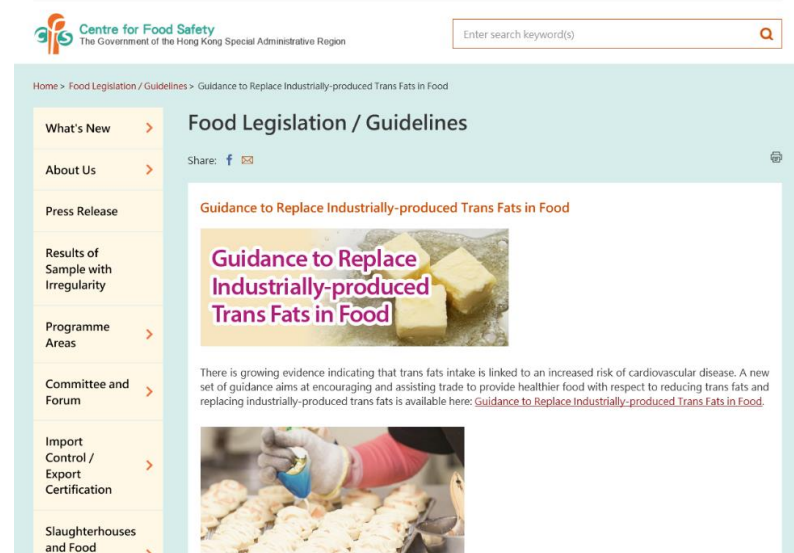 Centre for Food Safety
The Government of the Hong Kong Special Administrative Region
Enter search keyword(s)
Home > Food Legislation / Guidelines > Guidance to Replace Industrially-produced Trans Fats in Food
What's New
About Us
Press Release
Results of
Sample with
Irregularity
Programme
Areas
Committee and
Forum
Import
Control /
Export
Certification
Slaughterhouses
and Food
Food Legislation / Guidelines
Share:
Guidance to Replace Industrially-produced Trans Fats in Food
Guidance to Replace
Industrially-produced
Trans Fats in Food
There is growing evidence indicating that trans fats intake is linked to an increased risk of cardiovascular disease. A new
set of guidance aims at encouraging and assisting trade to provide healthier food with respect to reducing trans fats and
replacing industrially-produced trans fats is available here: Guidance to Replace Industrially-produced Trans Fats in Food.